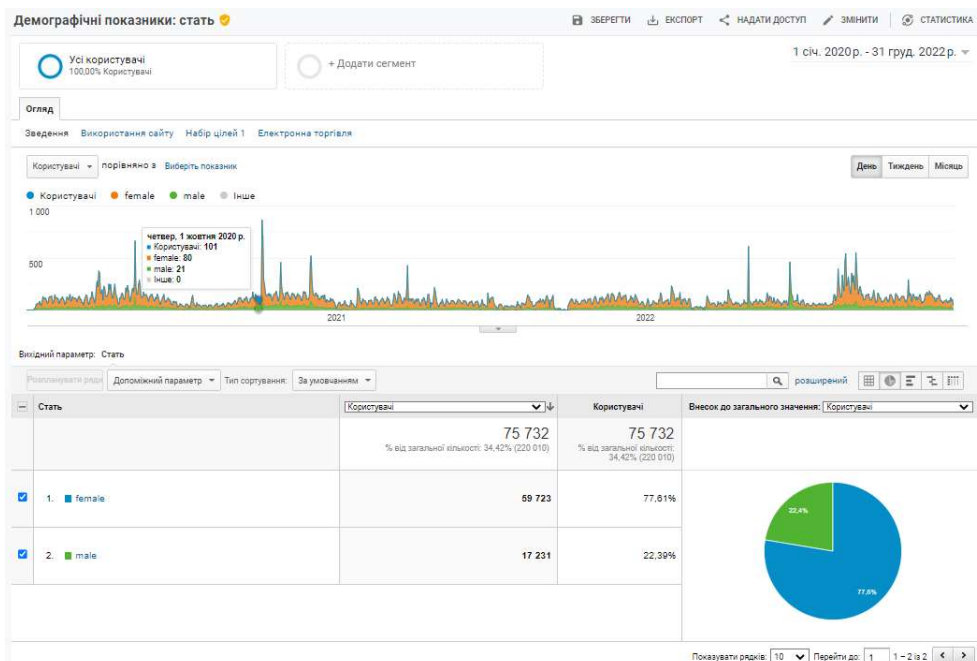 Демографічні показники: стать
ЗБЕРЕГТИ ЕКСПОРТ НАДАТИ ДОСТУП ЗМІНИТИ СТАТИСТИКА
Усі користувачі
100,00% Користувачі
+ Додати сегмент
1 січ. 2020 р. - 31 груд. 2022 р.
Огляд
Зведення Використання сайту Набір цілей 1 Електронна торгівля
Користувачі порівняно з Виберіть показник
День Тиждень Місяць
Користувачі female male Інше
1 000
500
четвер, 1 жовтня 2020 р.
Користувачі: 101
female: 80
male: 21
Інше: 0
2021 2022
Вихідний параметр: Стать
Розпланувати ряди Допоміжний параметр Тип сортування: За умовчанням
розширений
Стать Користувачі Користувачі Внесок до загального значення: Користувачі
75 732 75 732
% від загальної кількості: 34,42% (220 010) % від загальної кількості: 34,42% (220 010)
1. female 59 723 77,61%
2. male 17 231 22,39%
22,4%
77,6%
Показувати рядків: 10 Перейти до: 1 1 – 2 із 2